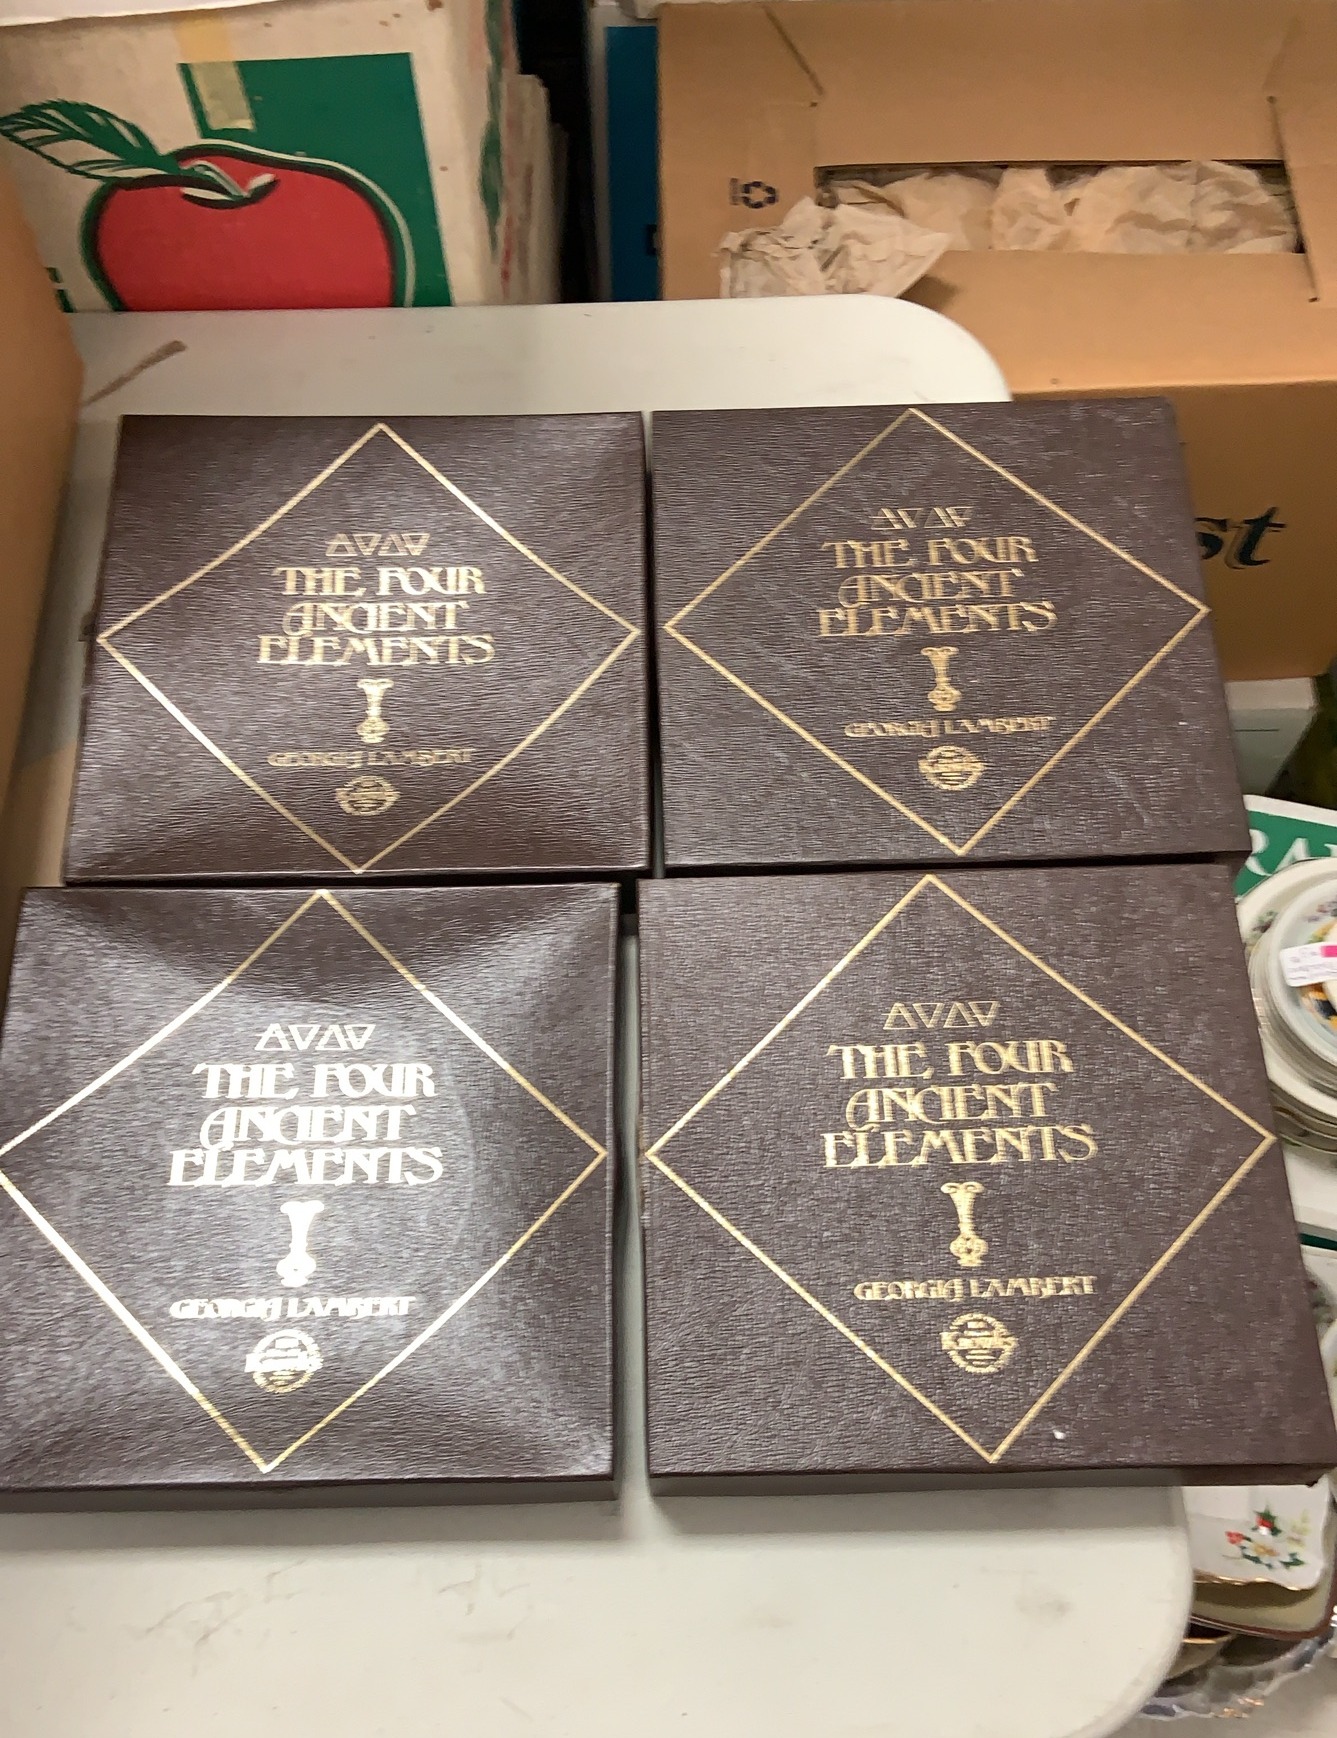 THE FOUR
ANCIENT
ELEMENTS
GEORGIA LAMBERT
THE FOUR
ANCIENT
ELEMENTS
GEORGIA LAMBERT
THE FOUR
ANCIENT
ELEMENTS
GEORGIA LAMBERT
THE FOUR
ANCIENT
ELEMENTS
GEORGIA LAMBERT
st